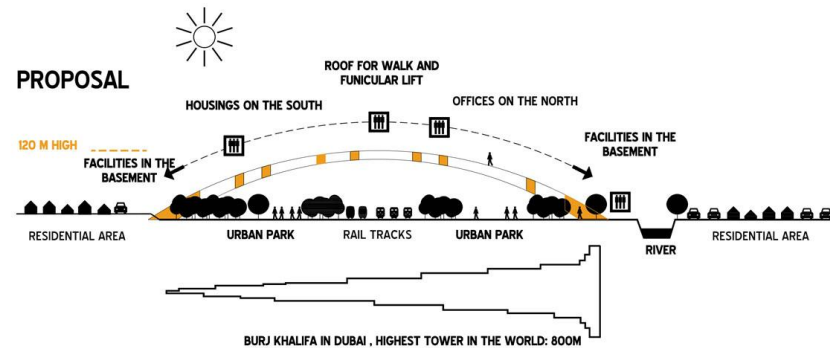 PROPOSAL
ROOF FOR WALK AND
FUNICULAR LIFT
HOUSINGS ON THE SOUTH
OFFICES ON THE NORTH
120 M HIGH
FACILITIES IN THE
BASEMENT
FACILITIES IN THE
BASEMENT
RESIDENTIAL AREA
URBAN PARK
RAIL TRACKS
URBAN PARK
RIVER
RESIDENTIAL AREA
BURJ KHALIFA IN DUBAI , HIGHEST TOWER IN THE WORLD: 800M